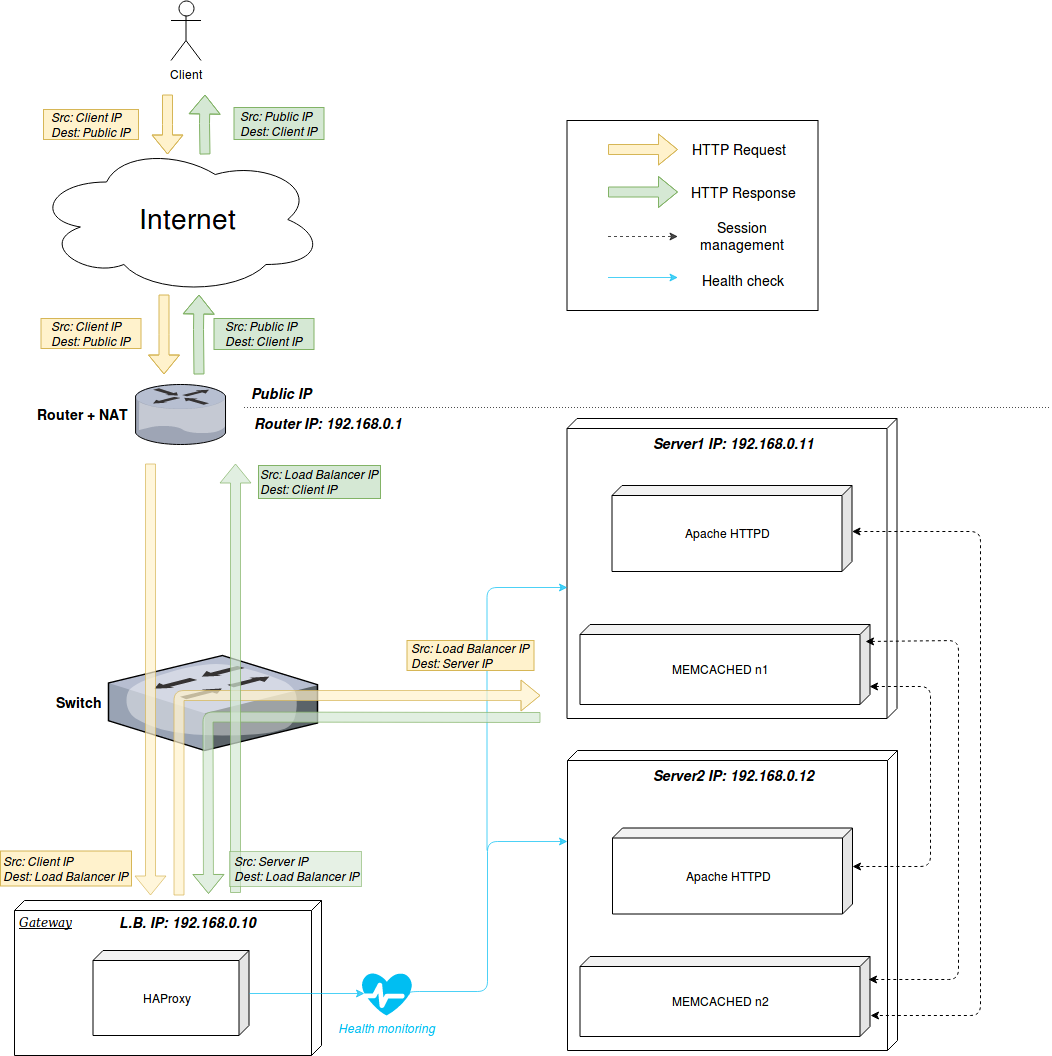 Client
Src: Client IP
Dest: Public IP
Src: Public IP
Dest: Client IP
Internet
HTTP Request
HTTP Response
Session
management
Health check
Src: Client IP
Dest: Public IP
Src: Public IP
Dest: Client IP
Router + NAT
Public IP
Router IP: 192.168.0.1
Src: Load Balancer IP
Dest: Client IP
Server1 IP: 192.168.0.11
Apache HTTPD
MEMCACHED n1
Src: Load Balancer IP
Dest: Server IP
Switch
Server2 IP: 192.168.0.12
Apache HTTPD
MEMCACHED n2
Src: Client IP
Dest: Load Balancer IP
Src: Server IP
Dest: Load Balancer IP
Gateway
L.B. IP: 192.168.0.10
HAProxy
Health monitoring